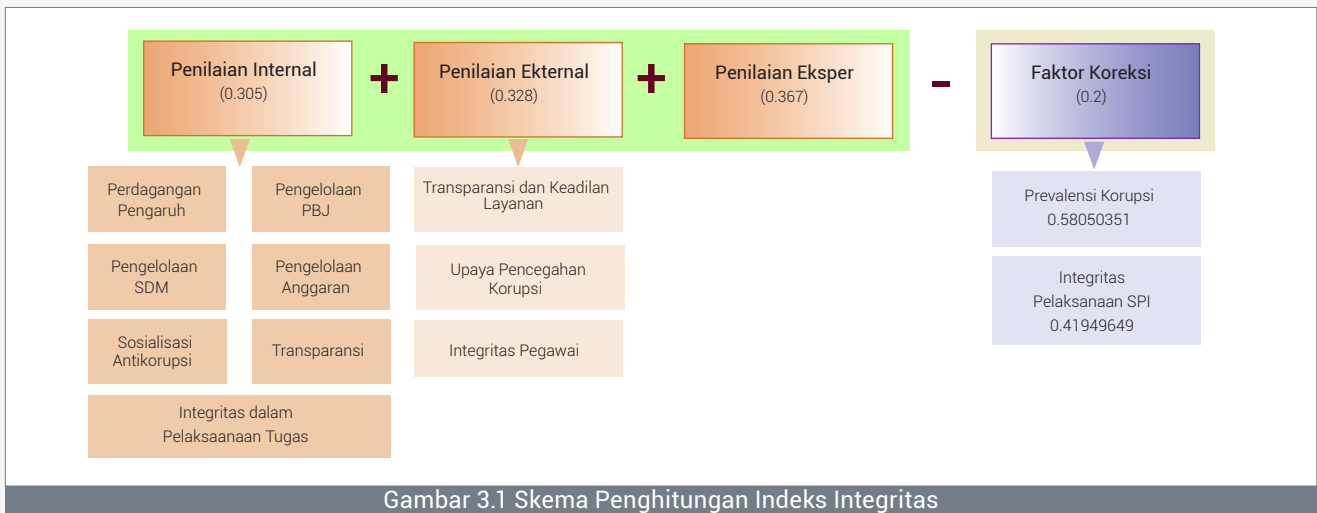 Penilaian Internal
(0.305)
+
Penilaian Ekternal
(0.328)
+
Penilaian Eksper
(0.367)
-
Faktor Koreksi
(0.2)
Perdagangan
Pengaruh
Pengelolaan
PBJ
Pengelolaan
SDM
Pengelolaan
Anggaran
Sosialisasi
Antikorupsi
Transparansi
Integritas dalam
Pelaksaanaan Tugas
Transparansi dan Keadilan
Layanan
Upaya Pencegahan
Korupsi
Integritas Pegawai
Prevalensi Korupsi
0.58050351
Integritas
Pelaksanaan SPI
0.41949649
Gambar 3.1 Skema Penghitungan Indeks Integritas